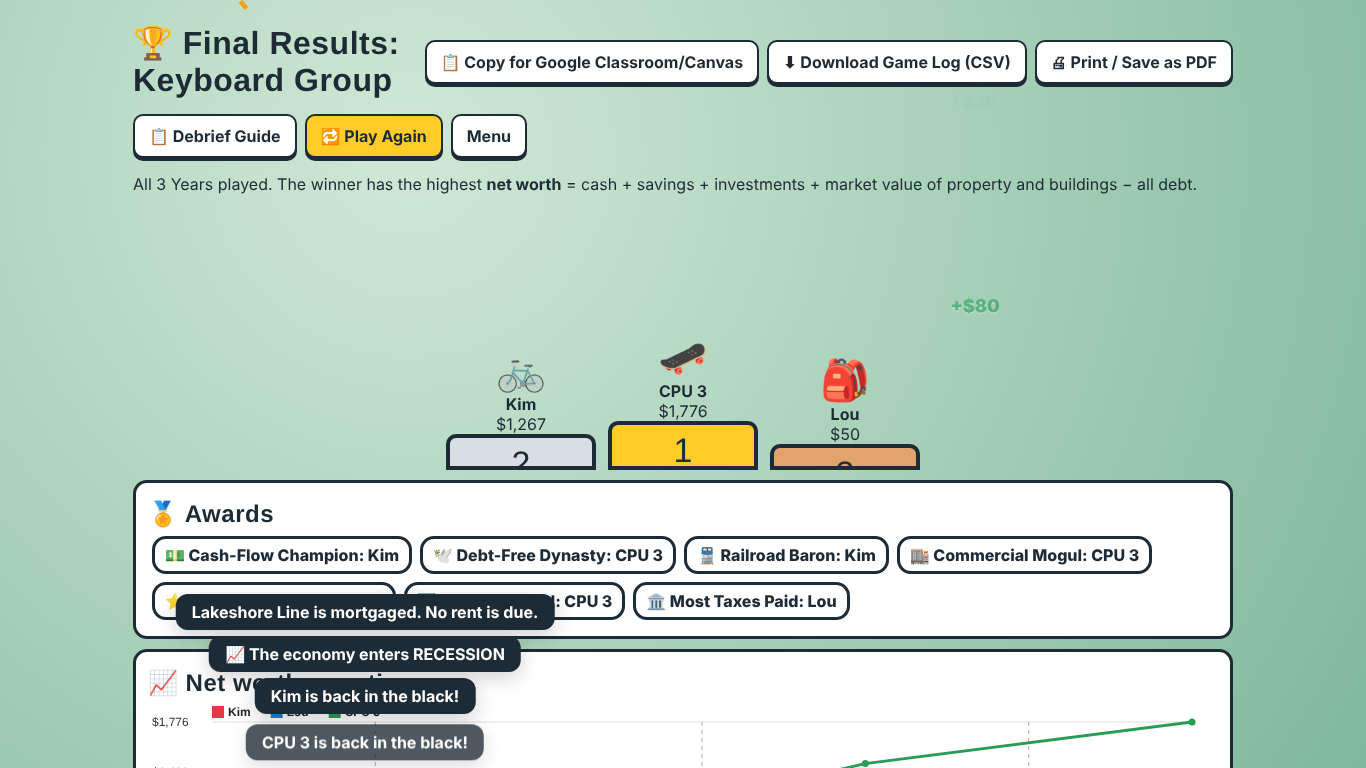 Final Results:
Keyboard Group
Copy for Google Classroom/Canvas
Download Game Log (CSV)
Print / Save as PDF
Debrief Guide
Play Again
Menu
All 3 Years played. The winner has the highest net worth = cash + savings + investments + market value of property and buildings − all debt.
+$80
CPU 3
$1,776
Kim
$1,267
Lou
$50
1
2
Awards
Cash-Flow Champion: Kim
Debt-Free Dynasty: CPU 3
Railroad Baron: Kim
Commercial Mogul: CPU 3
: CPU 3
Most Taxes Paid: Lou
Lakeshore Line is mortgaged. No rent is due.
The economy enters RECESSION
Net
Kim is back in the black!
Kim
$1,776
CPU 3 is back in the black!